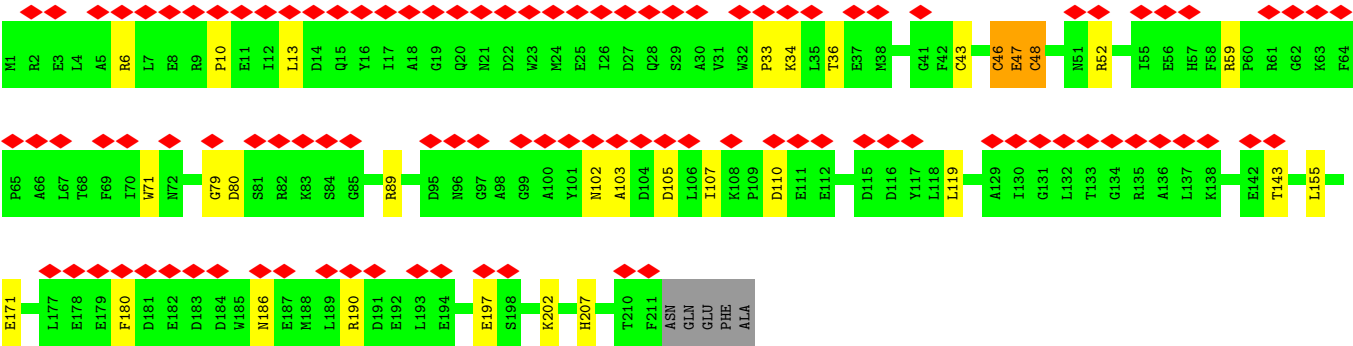 M1 R2 E3 L4 A5 R6 L7 E8 R9 P10 E11 I12 L13 D14 Q15 Y16 I17 A18 G19 Q20 N21 D22 W23 M24 E25 I26 D27 Q28 S29 A30 V31 W32 P33 K34 L35 T36 E37 M38 G41 F42 C43 C46 E47 C48 N51 R52 I55 E56 H57 F58 R59 P60 R61 G62 K63 F64
P65 A66 L67 T68 F69 I70 W71 N72 G79 D80 S81 R82 K83 S84 G85 R89 D95 N96 G97 A98 G99 A100 Y101 N102 A103 D104 D105 L106 I107 K108 P109 D110 E111 E112 D115 D116 Y117 L118 L119 A129 I130 G131 L132 T133 G134 R135 A136 L137 K138 E142 T143 L155
E171 L177 E178 E179 F180 D181 E182 D183 D184 W185 N186 E187 M188 L189 R190 D191 E192 L193 E194 E197 S198 K202 H207 T210 F211 ASN GLN GLU PHE ALA